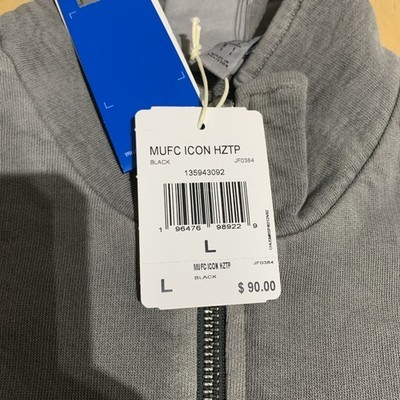 MUFC ICON HZTP
BLACK JF0384
135943092
1 96476 98922 9
L
MUFC ICON HZTP JF0384
BLACK
L $ 90.00